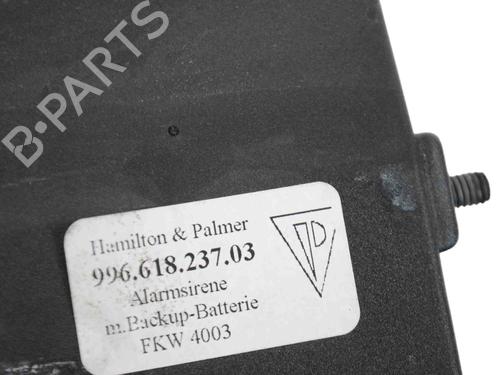 B-PARTS
Hamilton & Palmer
996.618.237.03
Alarmsirene
m.Backup-Batterie
FKW 4003